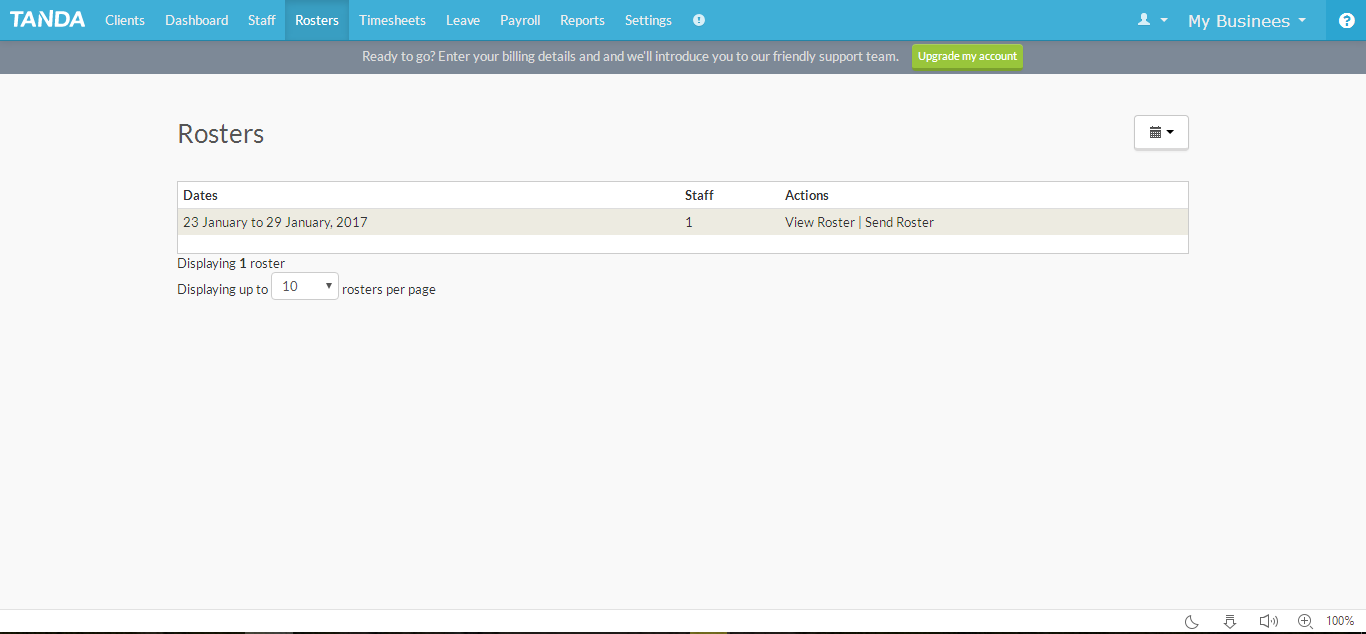 TANDA Clients Dashboard Staff Rosters Timesheets Leave Payroll Reports Settings My Businees
Ready to go? Enter your billing details and and we'll introduce you to our friendly support team. Upgrade my account
Rosters
Dates Staff Actions
23 January to 29 January, 2017 1 View Roster | Send Roster
Displaying 1 roster
Displaying up to 10 rosters per page
100%